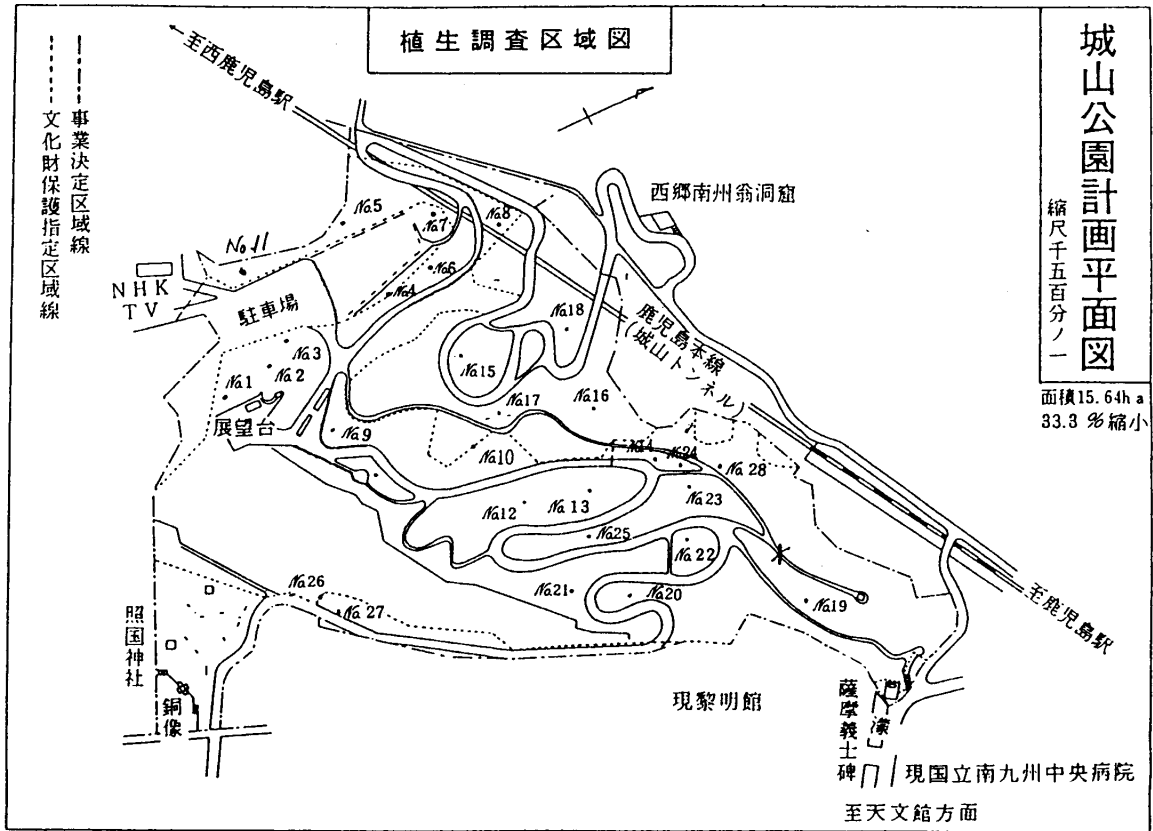 植生調査区域図
城山公園計画平面図
縮尺千五百分ノ一
面積15.64ha
33.3%縮小
事業決定区域線
文化財保護指定区域線
至西鹿児島駅
西郷南州翁洞窟
No.5
No.7
No.8
No.11
No.6
No.4
NHK
TV
駐車場
No.18
鹿児島本線
(城山トンネル)
No.3
No.2
No.1
No.15
No.17
No.16
展望台
No.9
No.10
No.14
No.24
No.28
No.12
No.13
No.23
No.25
No.22
No.26
No.27
No.21
No.20
No.19
至鹿児島駅
照国神社
銅像
現黎明館
薩摩義士碑
濠
現国立南九州中央病院
至天文館方面